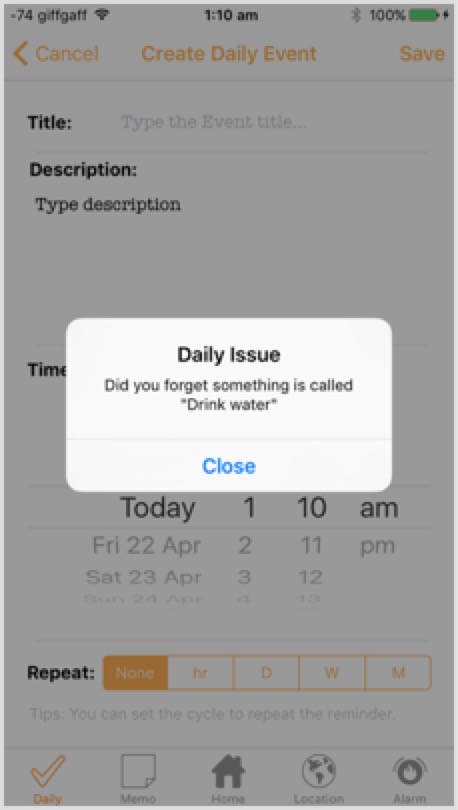 -74 giffgaff 1:10 am 100%
Cancel Create Daily Event Save
Title: Type the Event title...
Description:
Type description
Daily Issue
Did you forget something is called
"Drink water"
Close
Time
Today 1 10 am
Fri 22 Apr 2 11 pm
Sat 23 Apr 3 12
Sun 24 Apr 4 13
Repeat: None hr D W M
Tips: You can set the cycle to repeat the reminder.
Daily Memo Home Location Alarm